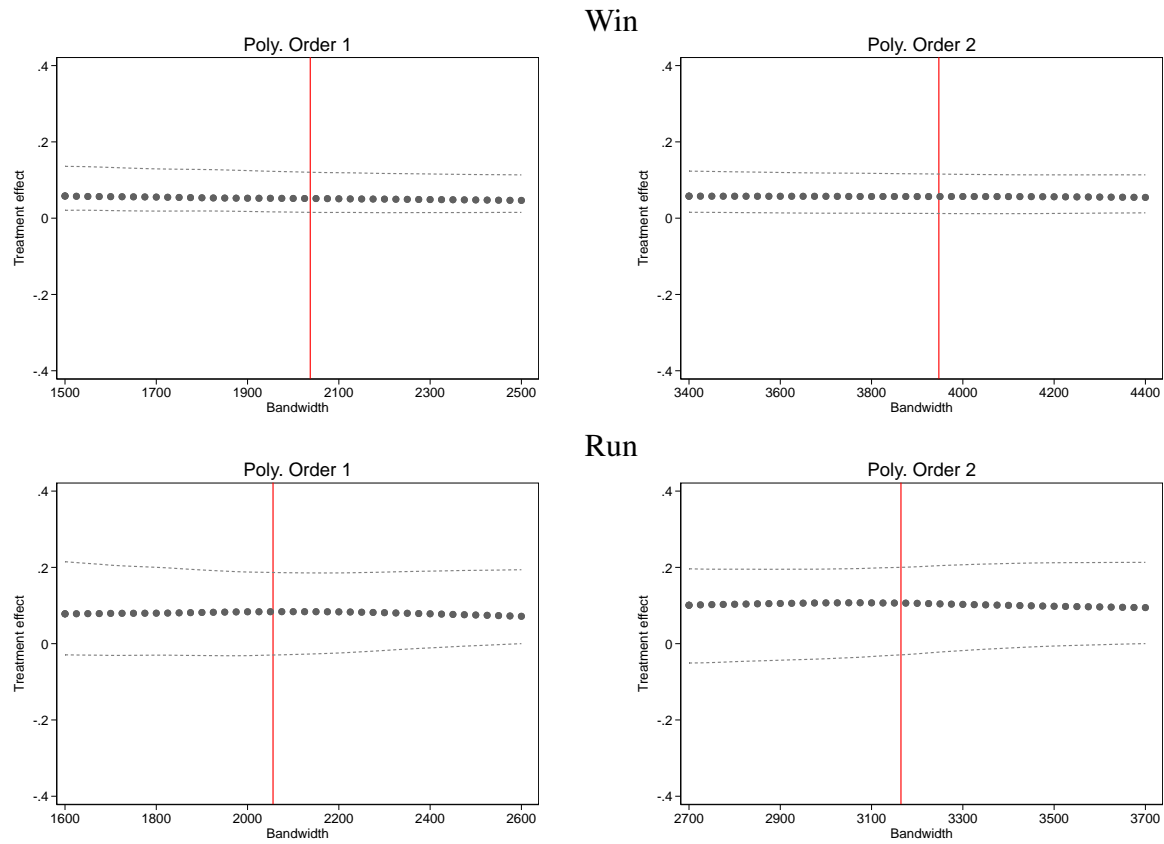 Win
Poly. Order 1
Poly. Order 2
.4
.2
0
-.2
-.4
Treatment effect
1500 1700 1900 2100 2300 2500
Bandwidth
.4
.2
0
-.2
-.4
Treatment effect
3400 3600 3800 4000 4200 4400
Bandwidth
Run
Poly. Order 1
Poly. Order 2
.4
.2
0
-.2
-.4
Treatment effect
1600 1800 2000 2200 2400 2600
Bandwidth
.4
.2
0
-.2
-.4
Treatment effect
2700 2900 3100 3300 3500 3700
Bandwidth